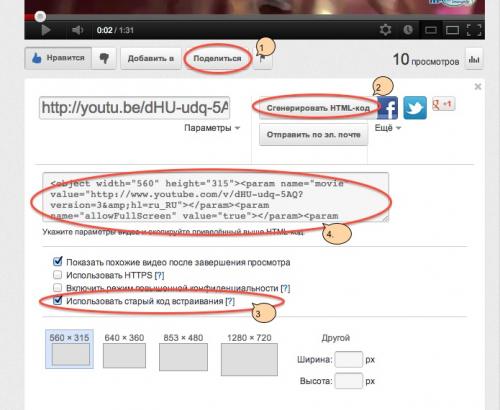 0:02 / 1:31
1
Нравится
Добавить в
Поделиться
10 просмотров
2
http://youtu.be/dHU-udq-5A
Сгенерировать HTML-код
+1
Параметры
Отправить по эл. почте
Ещё
<object width="560" height="315"><param name="movie"
value="http://www.youtube.com/v/dHU-udq-5AQ?
version=3&amp;hl=ru_RU"></param><param
name="allowFullScreen" value="true"></param><param
4.
Укажите параметры видео и скопируйте приведённый выше HTML-код.
Показать похожие видео после завершения просмотра
Использовать HTTPS [?]
Включить режим повышенной конфиденциальности [?]
Использовать старый код встраивания [?]
3
560 × 315
640 × 360
853 × 480
1280 × 720
Другой
Ширина:
px
Высота:
px